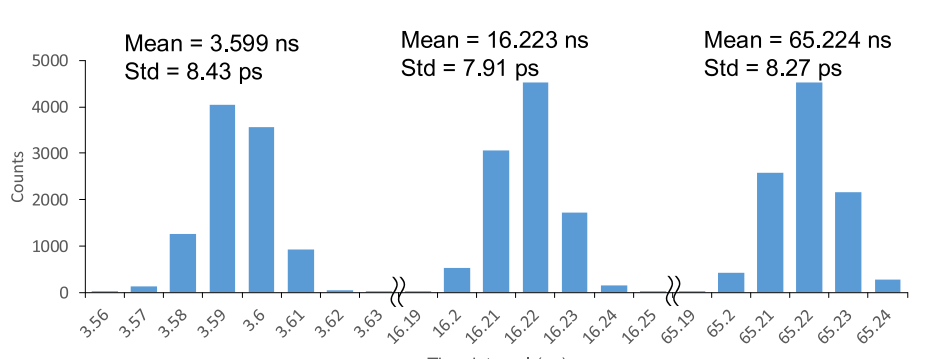 Mean = 3.599 ns
Std = 8.43 ps
Mean = 16.223 ns
Std = 7.91 ps
Mean = 65.224 ns
Std = 8.27 ps
5000
4000
3000
2000
1000
0
Counts
3.56 3.57 3.58 3.59 3.6 3.61 3.62 3.63 16.19 16.2 16.21 16.22 16.23 16.24 16.25 65.19 65.2 65.21 65.22 65.23 65.24